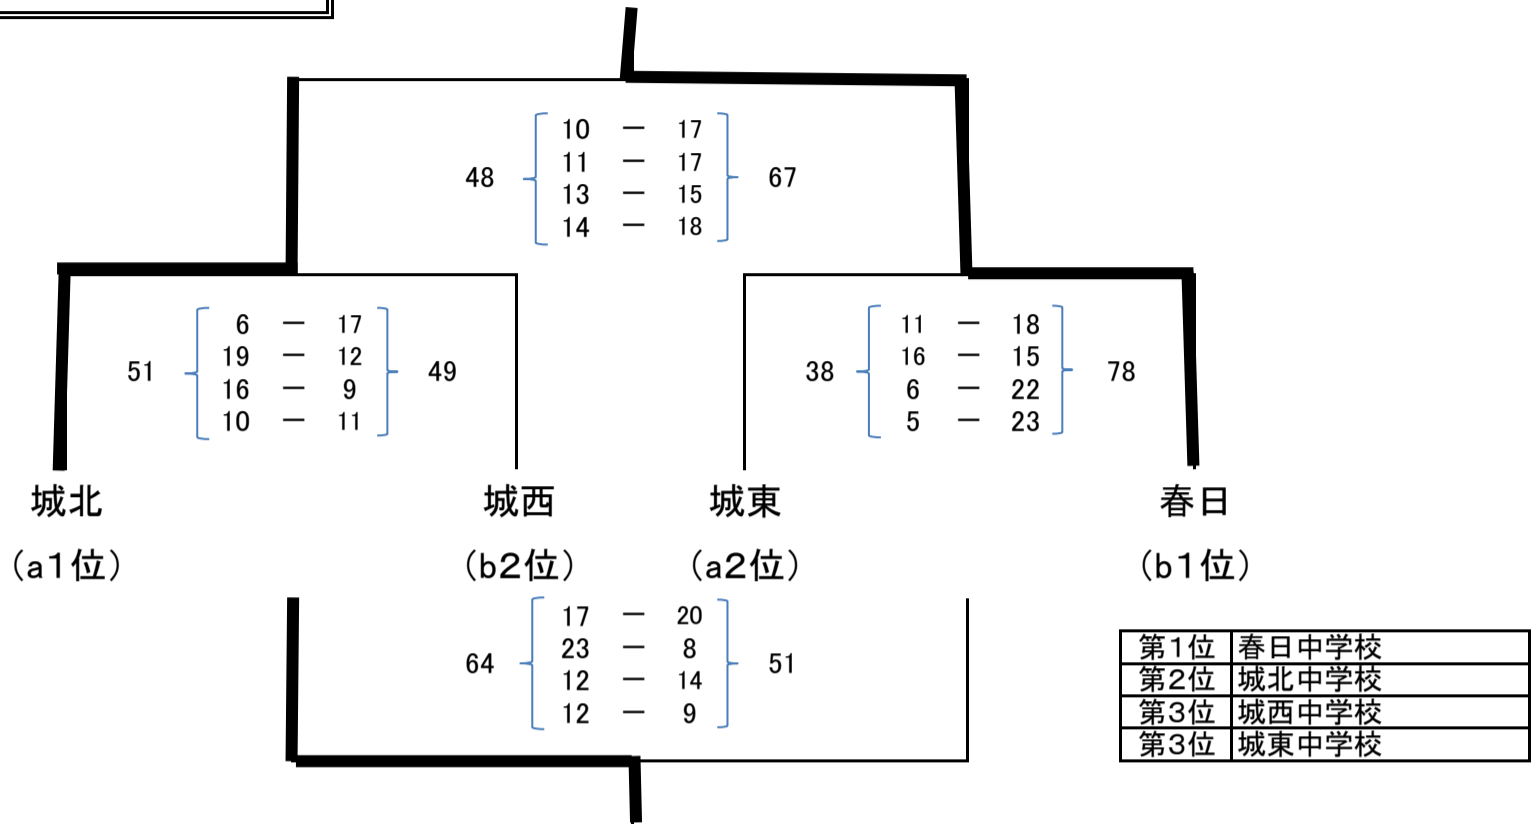 10 － 17
11 － 17
48 13 － 15 67
14 － 18
6 － 17
19 － 12
51 16 － 9 49
10 － 11
11 － 18
16 － 15
38 6 － 22 78
5 － 23
城北 城西 城東 春日
（a１位） （b２位） （a２位） （b１位）
17 － 20
23 － 8
64 12 － 14 51
12 － 9
第１位 春日中学校
第２位 城北中学校
第３位 城西中学校
第３位 城東中学校